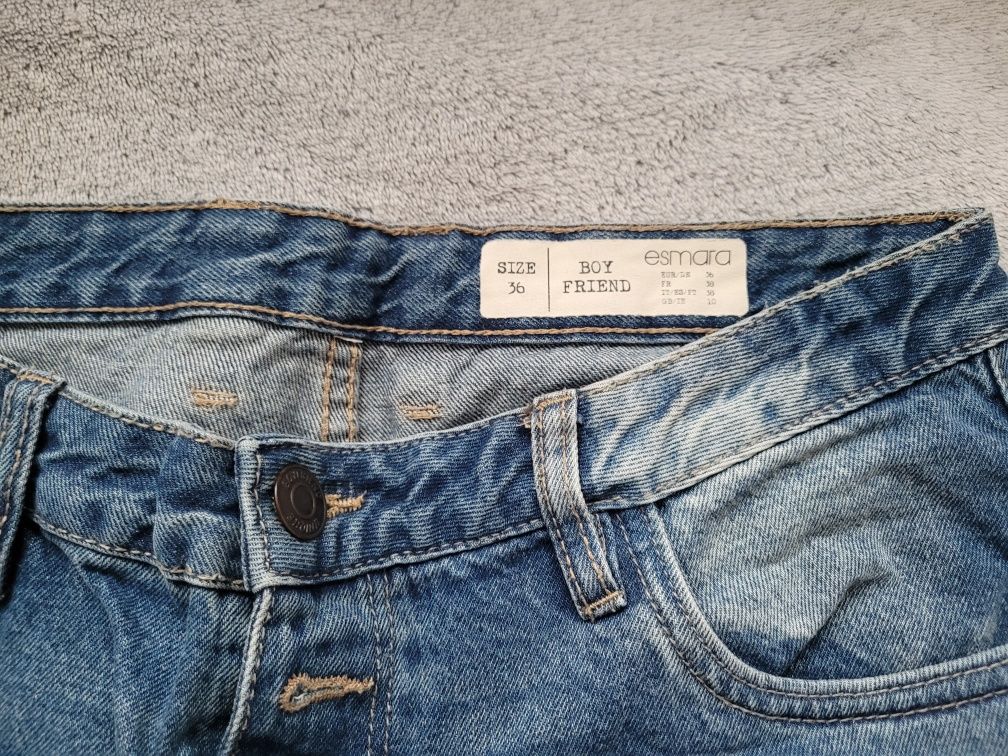 SIZE
36
BOY
FRIEND
esmara
EUR/DE 36
FR 38
IT/ES/PT 38
GB/IE 10